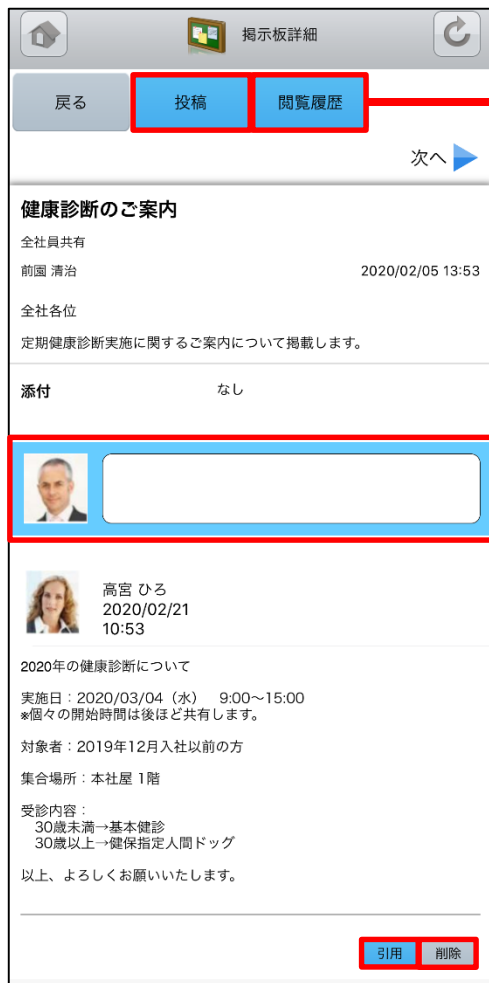 掲示板詳細
戻る 投稿 閲覧履歴
次へ
健康診断のご案内
全社員共有
前園 清治 2020/02/05 13:53
全社各位
定期健康診断実施に関するご案内について掲載します。
添付 なし
高宮 ひろ
2020/02/21
10:53
2020年の健康診断について
実施日：2020/03/04（水） 9:00～15:00
*個々の開始時間は後ほど共有します。
対象者：2019年12月入社以前の方
集合場所：本社屋 1階
受診内容：
30歳未満→基本健診
30歳以上→健保指定人間ドッグ
以上、よろしくお願いいたします。
引用 削除